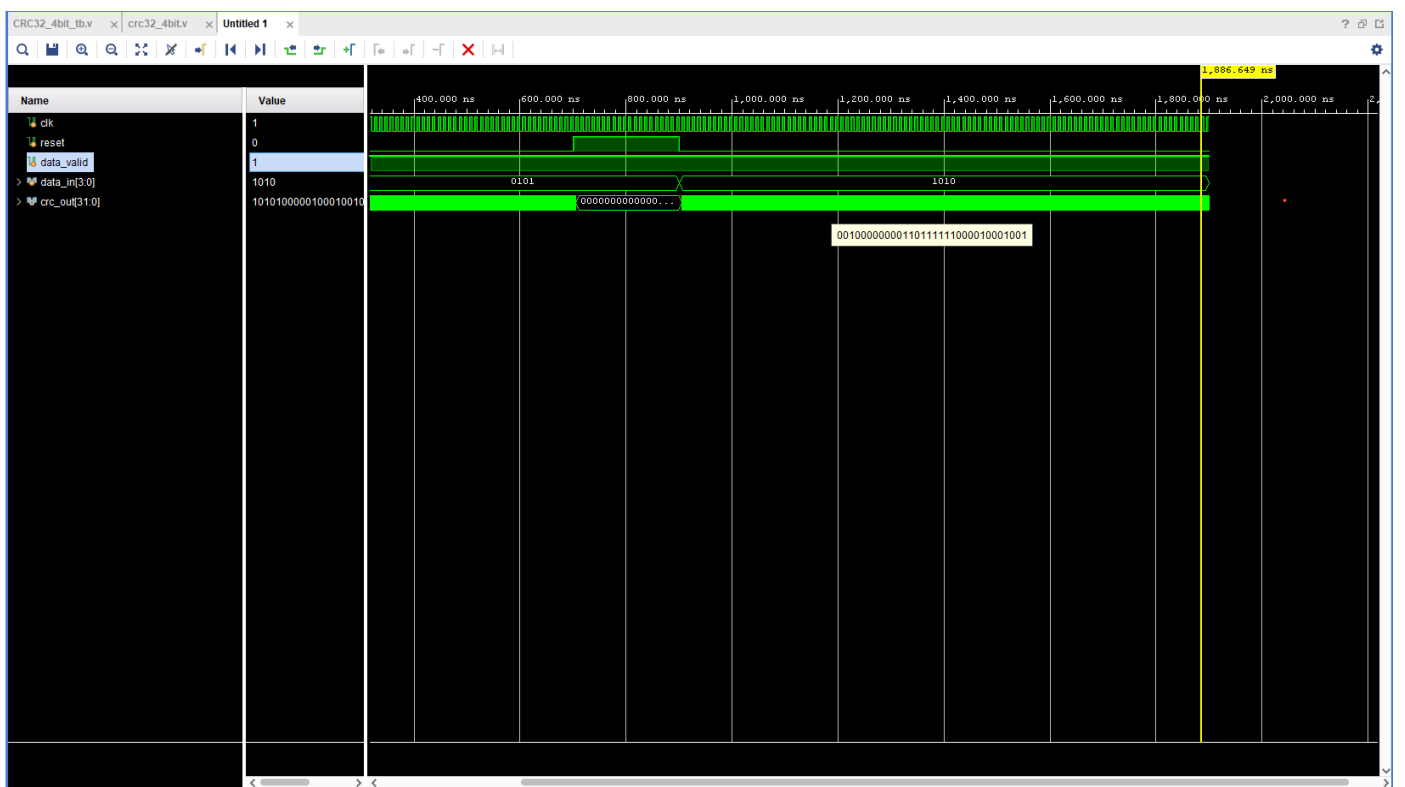 CRC32_4bit_tb.v × crc32_4bit.v × Untitled 1 ×
1,886.649 ns
Name Value
400.000 ns 600.000 ns 800.000 ns 1,000.000 ns 1,200.000 ns 1,400.000 ns 1,600.000 ns 1,800.000 ns 2,000.000 ns 2,
clk 1
reset 0
data_valid 1
data_in[3:0] 1010 0101 1010
crc_out[31:0] 1010100000100010010 0000000000000...